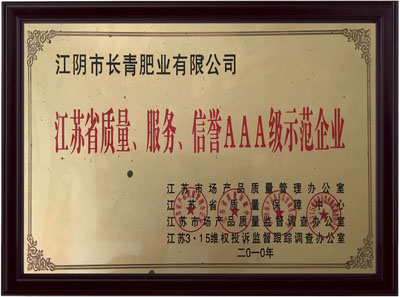 江阴市长青肥业有限公司
江苏省质量、服务、信誉AAA级示范企业
江苏市场产品质量管理办公室
江苏省质量保障中心
江苏市场产品质量监督调查办公室
江苏3·15维权投诉监督跟踪调查办公室
二〇一〇年